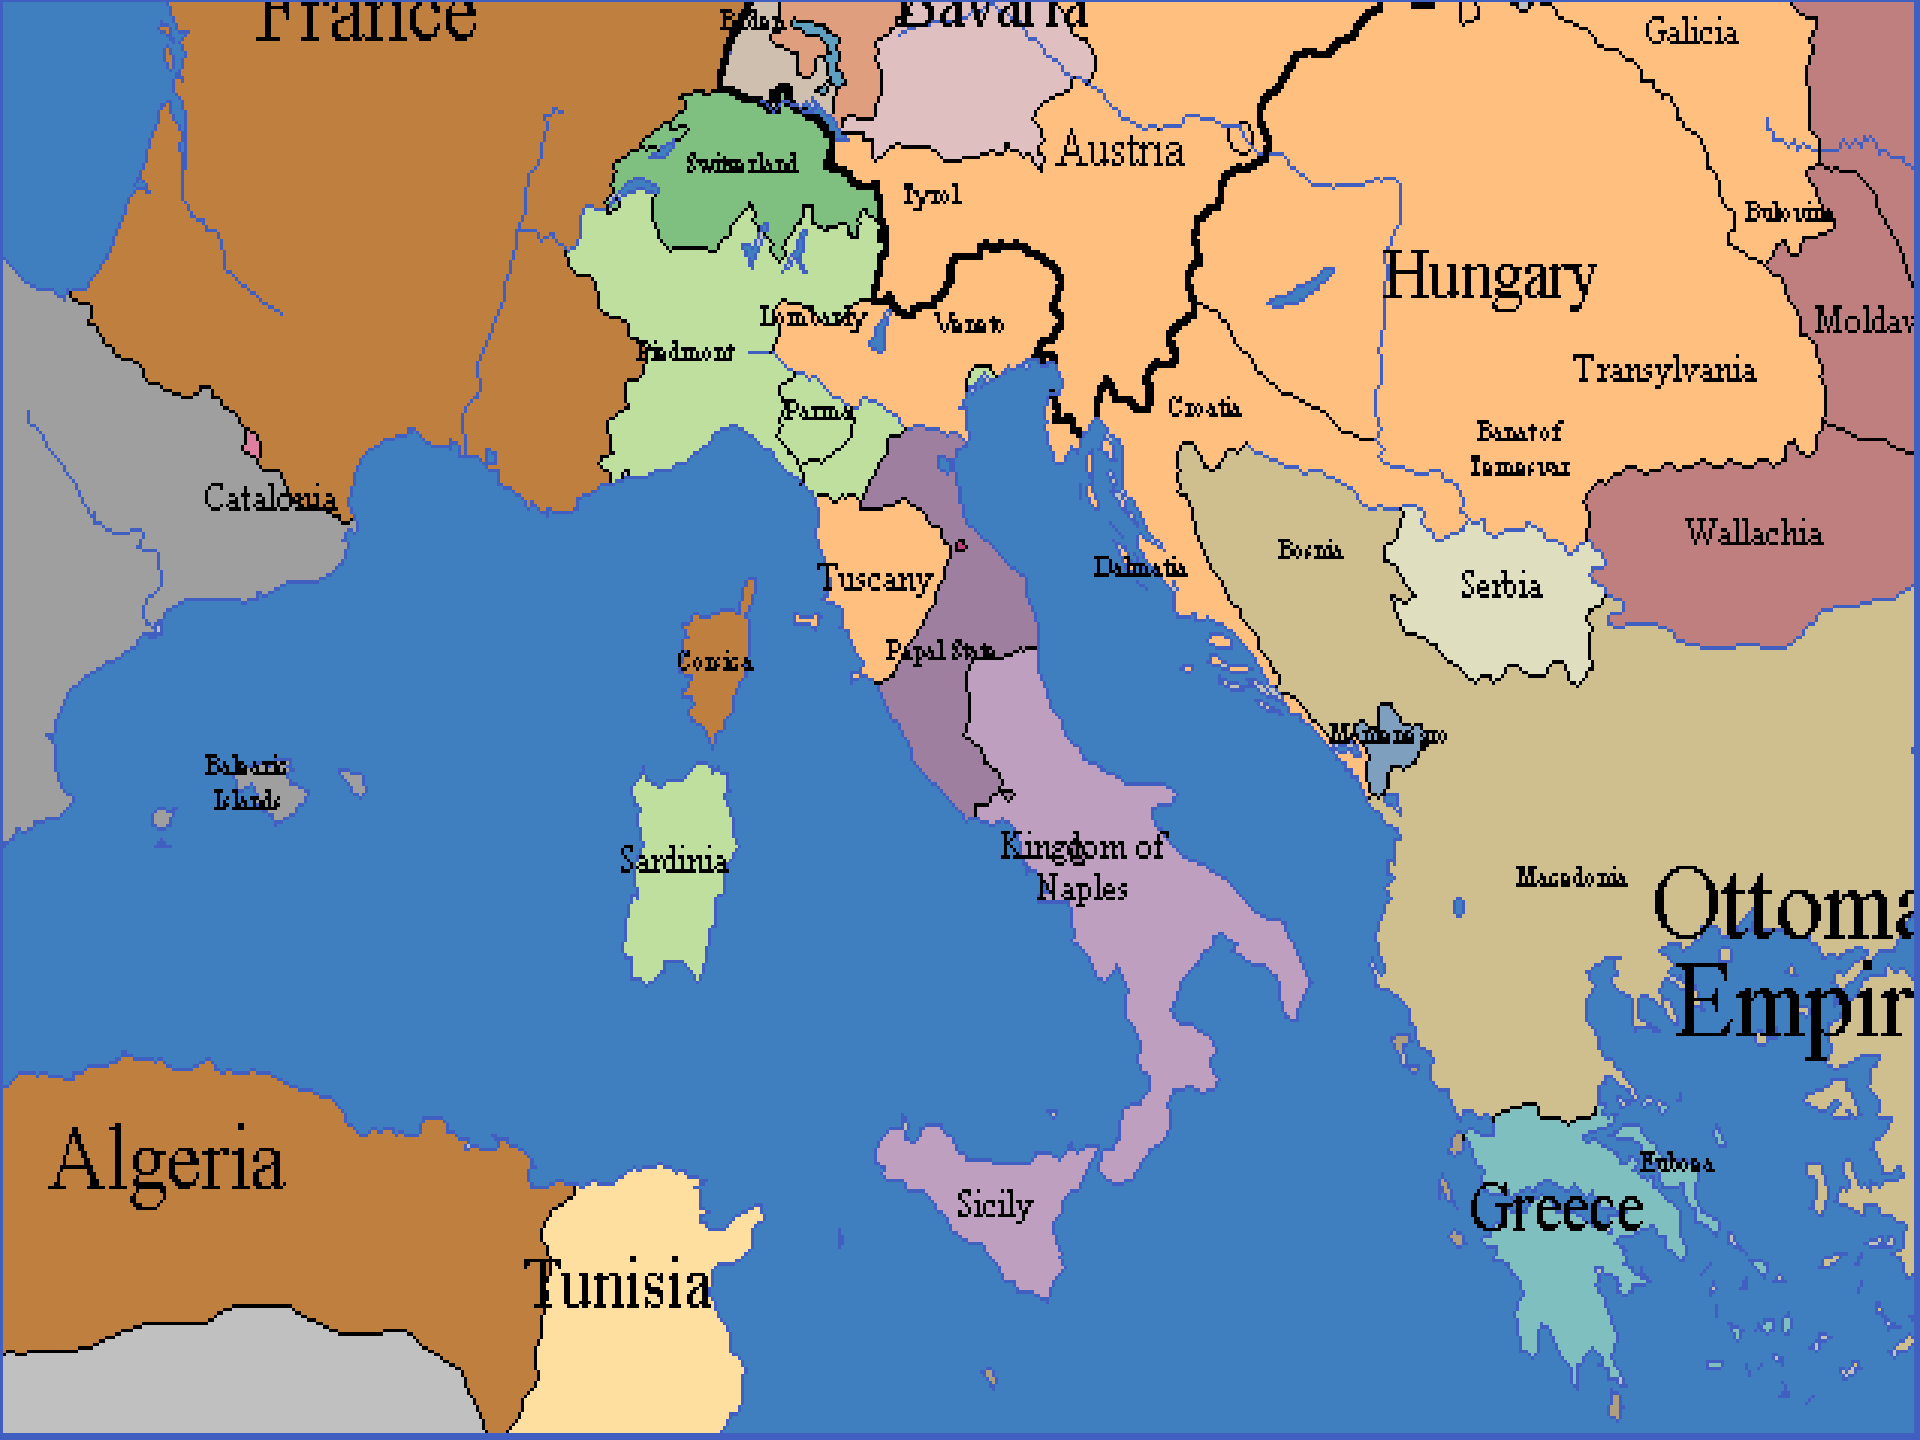 France
Baden
Bavaria
Galicia
Switzerland
Austria
Tyrol
Bukovina
Hungary
Lombardy
Veneto
Moldav
Piedmont
Transylvania
Parma
Croatia
Banat of
Temesvar
Catalonia
Wallachia
Bosnia
Dalmatia
Tuscany
Serbia
Papal State
Corsica
Montenegro
Balearic
Islands
Kingdom of
Naples
Sardinia
Macedonia
Ottoma
Empir
Algeria
Euboea
Sicily
Greece
Tunisia